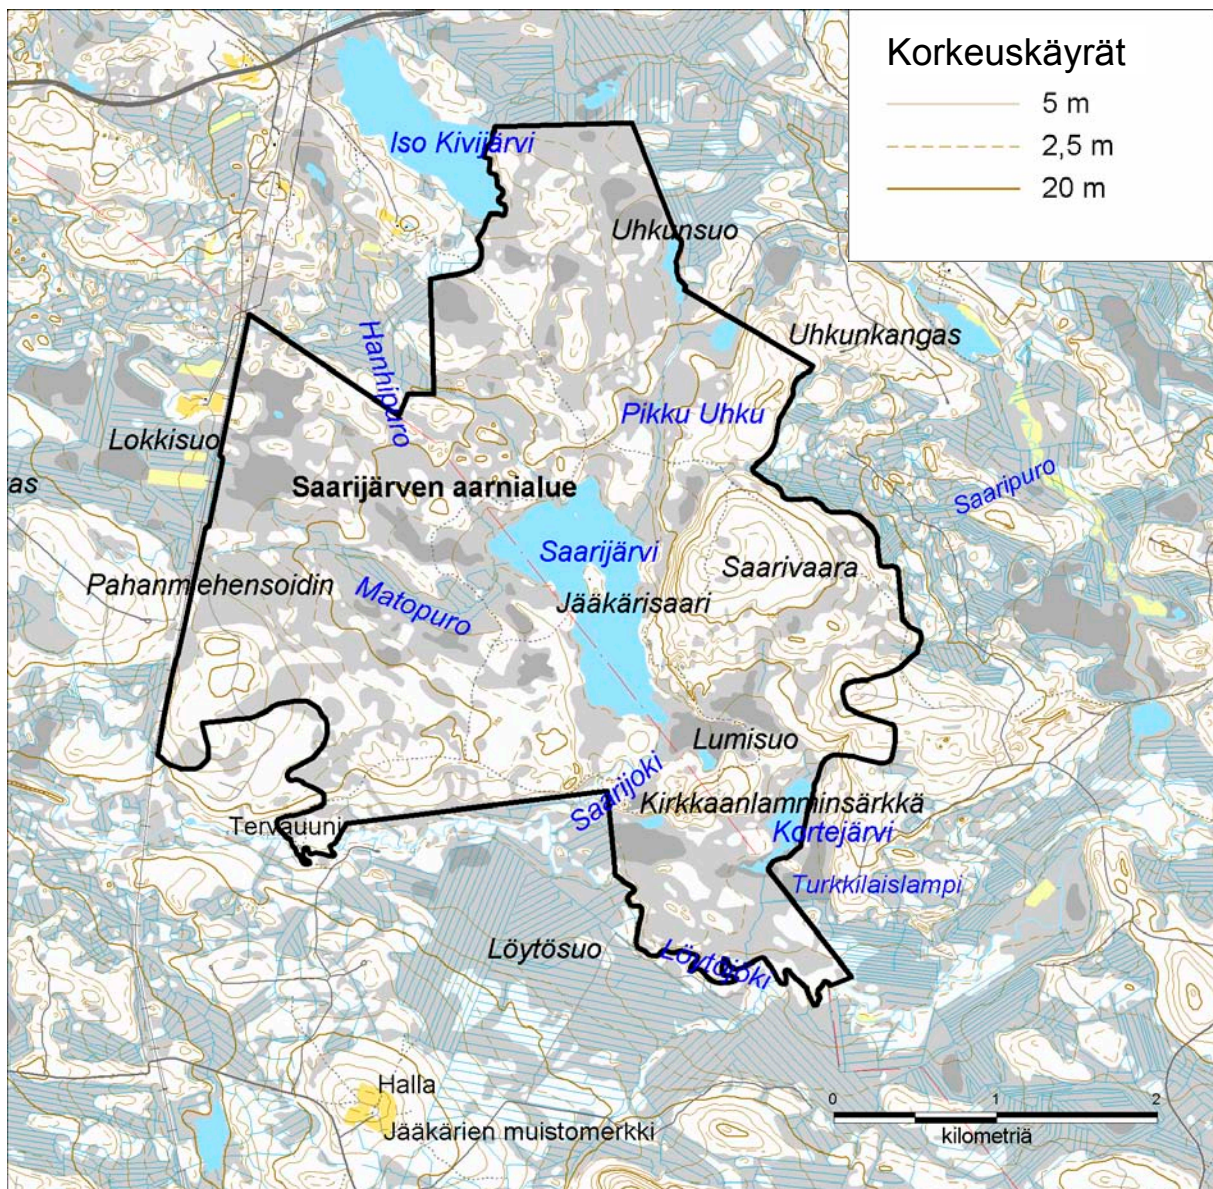 Korkeuskäyrät
5 m
2,5 m
20 m
Iso Kivijärvi
Uhkunsuo
Uhkunkangas
Hanhipuro
Pikku Uhku
Lokkisuo
as
Saarijärven aarnialue
Saaripuro
Saarijärvi
Saarivaara
Pahanmiehensoidin
Matopuro
Jääkärisaari
Lumisuo
Saarijoki
Kirkkaanlamminsärkkä
Tervauuni
Kortejärvi
Turkkilaislampi
Löytösuo
Löytöjoki
Halla
Jääkärien muistomerkki
0 1 2
kilometriä